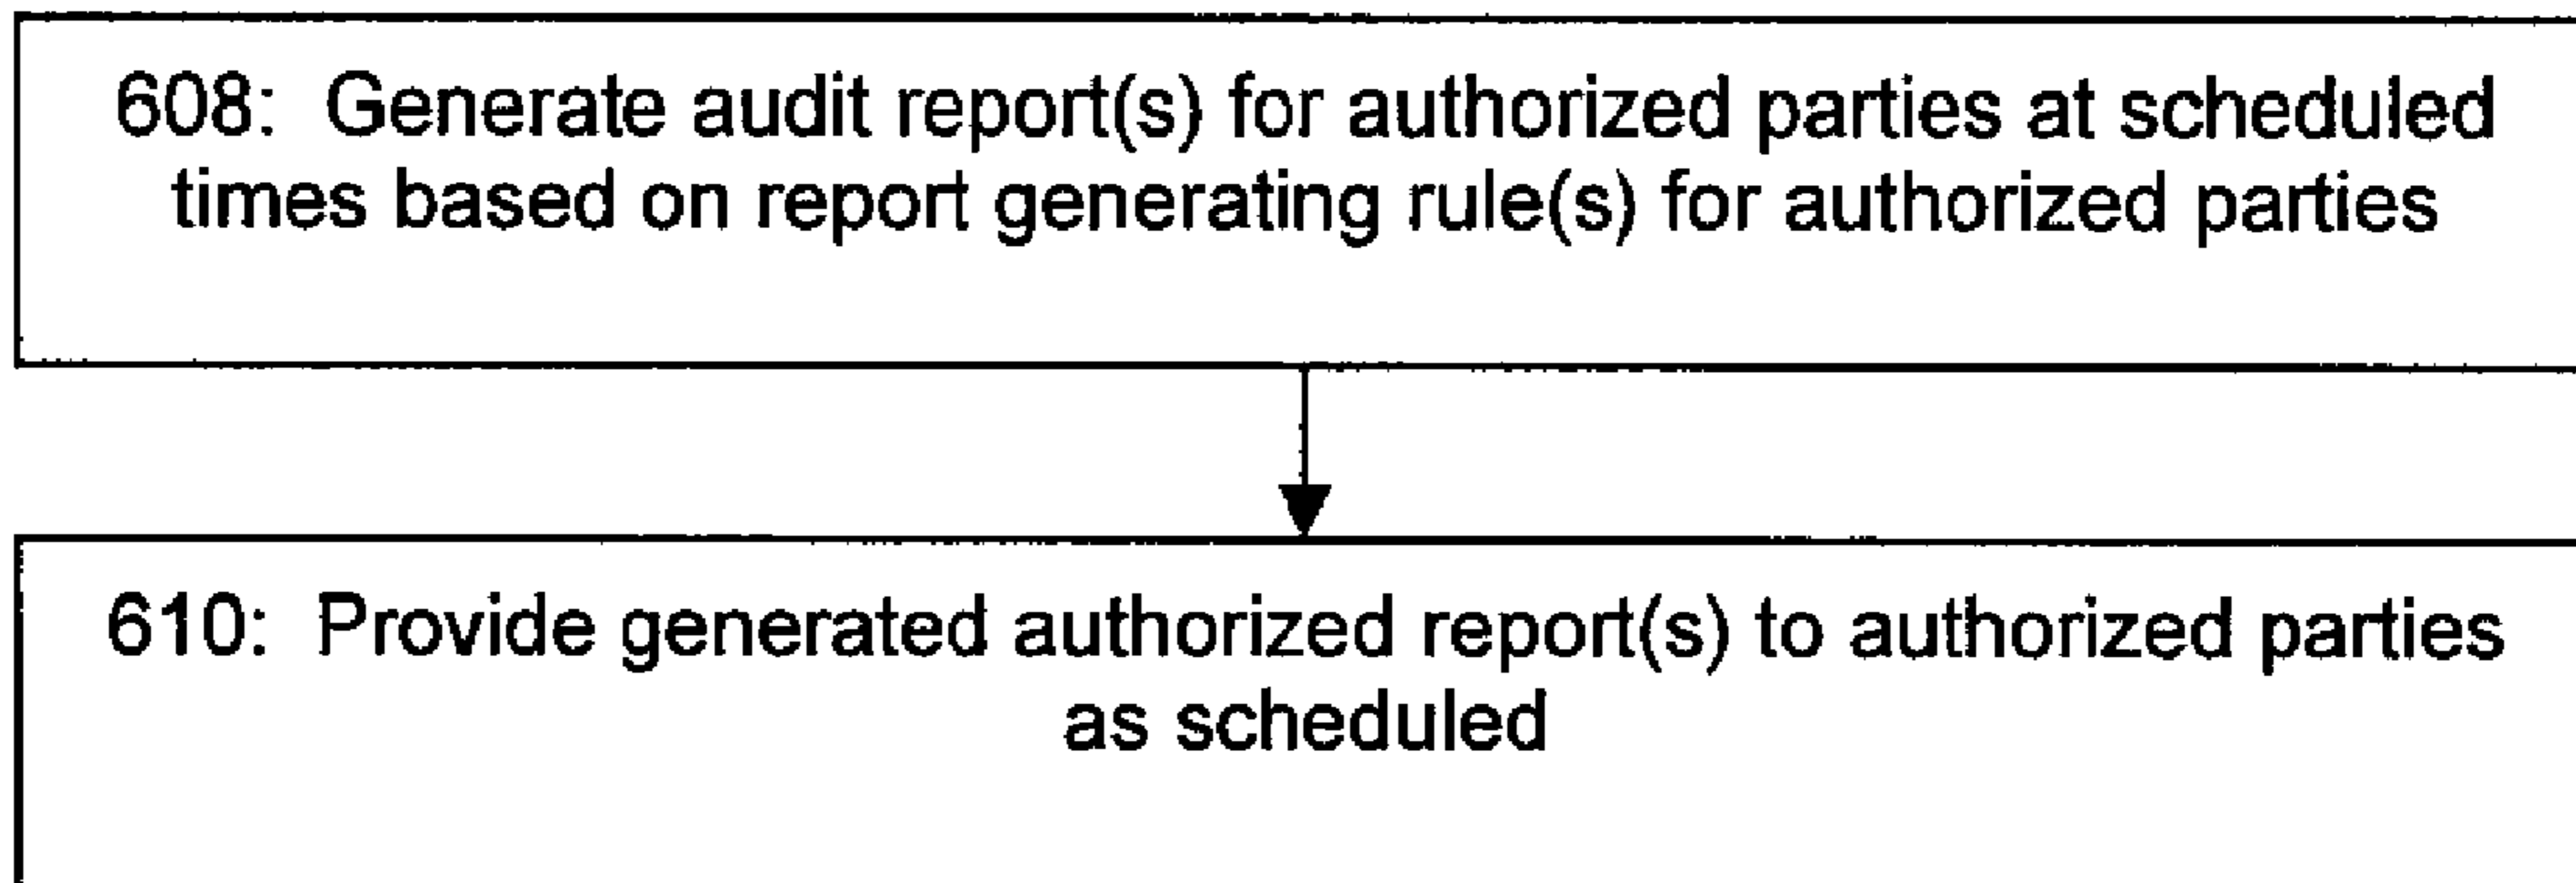 608: Generate audit report(s) for authorized parties at scheduled
times based on report generating rule(s) for authorized parties
610: Provide generated authorized report(s) to authorized parties
as scheduled